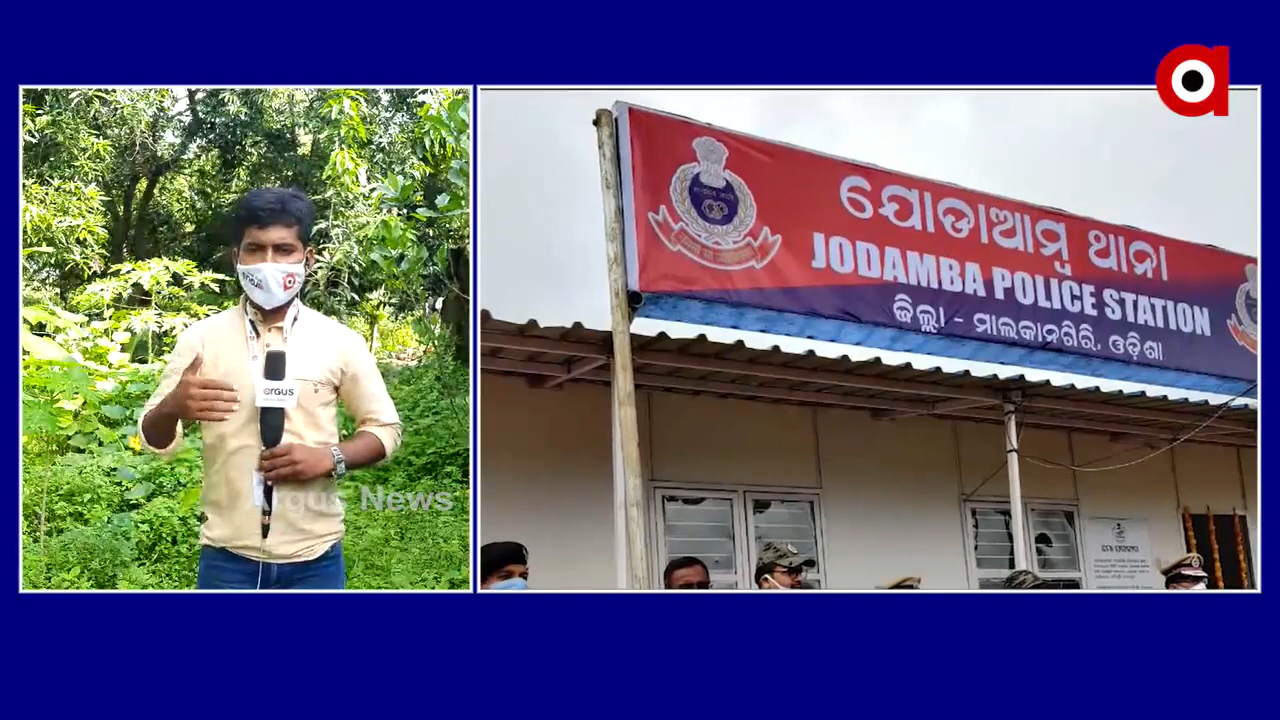 ଯୋଡାଆମ୍ବ ଥାନା
JODAMBA POLICE STATION
ଜିଲ୍ଲା - ମାଲକାନଗିରି, ଓଡ଼ିଶା
argus
Argus News